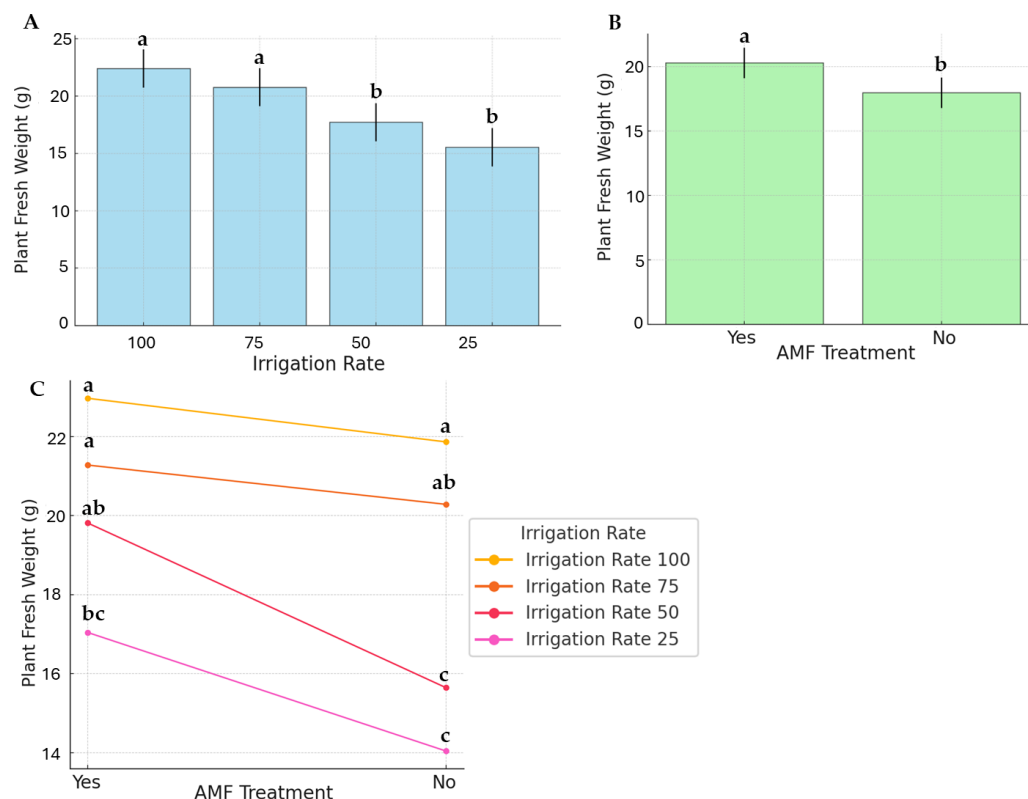 A
Plant Fresh Weight (g)
25
20
15
10
5
0
a
a
b
b
100
75
50
25
Irrigation Rate
B
Plant Fresh Weight (g)
20
15
10
5
0
a
b
Yes
No
AMF Treatment
C
Plant Fresh Weight (g)
22
20
18
16
14
a
a
a
ab
ab
bc
c
c
Yes
No
AMF Treatment
Irrigation Rate
Irrigation Rate 100
Irrigation Rate 75
Irrigation Rate 50
Irrigation Rate 25